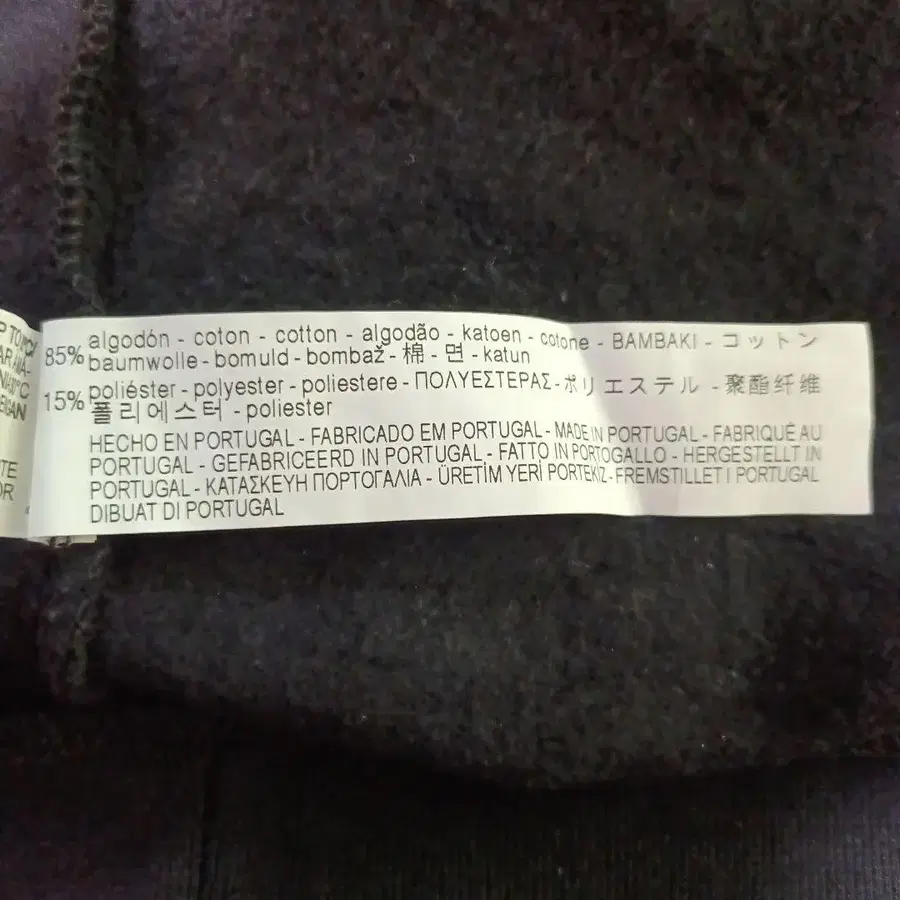 85% algodón - coton - cotton - algodão - katoen - cotone - BAMBAKI - コットン
baumwolle - bomuld - bombaž - 棉 - 면 - katun
15% poliéster - polyester - poliestere - ΠΟΛΥΕΣΤΕΡΑΣ - ポリエステル - 聚酯纤维
폴리에스터 - poliester
HECHO EN PORTUGAL - FABRICADO EM PORTUGAL - MADE IN PORTUGAL - FABRIQUÉ AU
PORTUGAL - GEFABRICEERD IN PORTUGAL - FATTO IN PORTOGALLO - HERGESTELLT IN
PORTUGAL - ΚΑΤΑΣΚΕΥΗ ΠΟΡΤΟΓΑΛΙΑ - ÜRETİM YERİ PORTEKİZ - FREMSTILLET I PORTUGAL
DIBUAT DI PORTUGAL